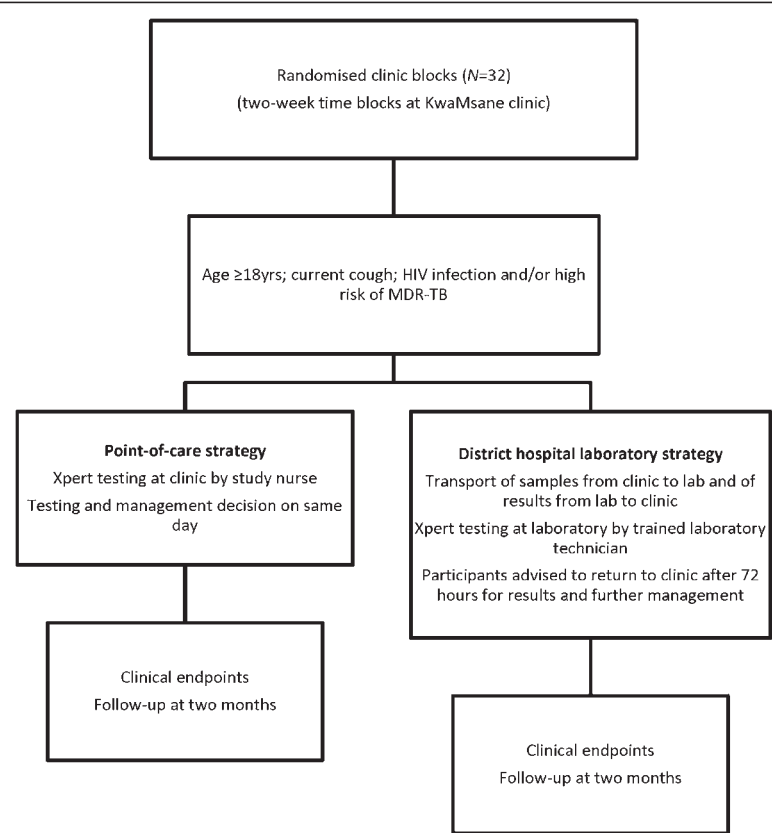 Randomised clinic blocks (N=32)
(two-week time blocks at KwaMsane clinic)
Age ≥18yrs; current cough; HIV infection and/or high
risk of MDR-TB
Point-of-care strategy
Xpert testing at clinic by study nurse
Testing and management decision on same
day
District hospital laboratory strategy
Transport of samples from clinic to lab and of
results from lab to clinic
Xpert testing at laboratory by trained laboratory
technician
Participants advised to return to clinic after 72
hours for results and further management
Clinical endpoints
Follow-up at two months
Clinical endpoints
Follow-up at two months